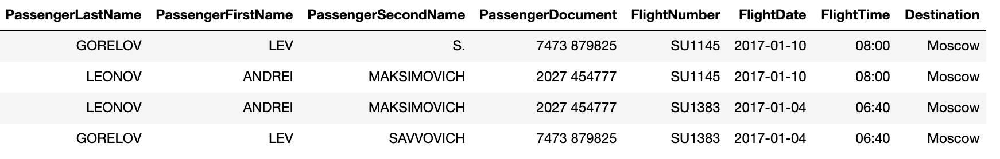 PassengerLastName PassengerFirstName PassengerSecondName PassengerDocument FlightNumber FlightDate FlightTime Destination
GORELOV LEV S. 7473 879825 SU1145 2017-01-10 08:00 Moscow
LEONOV ANDREI MAKSIMOVICH 2027 454777 SU1145 2017-01-10 08:00 Moscow
LEONOV ANDREI MAKSIMOVICH 2027 454777 SU1383 2017-01-04 06:40 Moscow
GORELOV LEV SAVVOVICH 7473 879825 SU1383 2017-01-04 06:40 Moscow